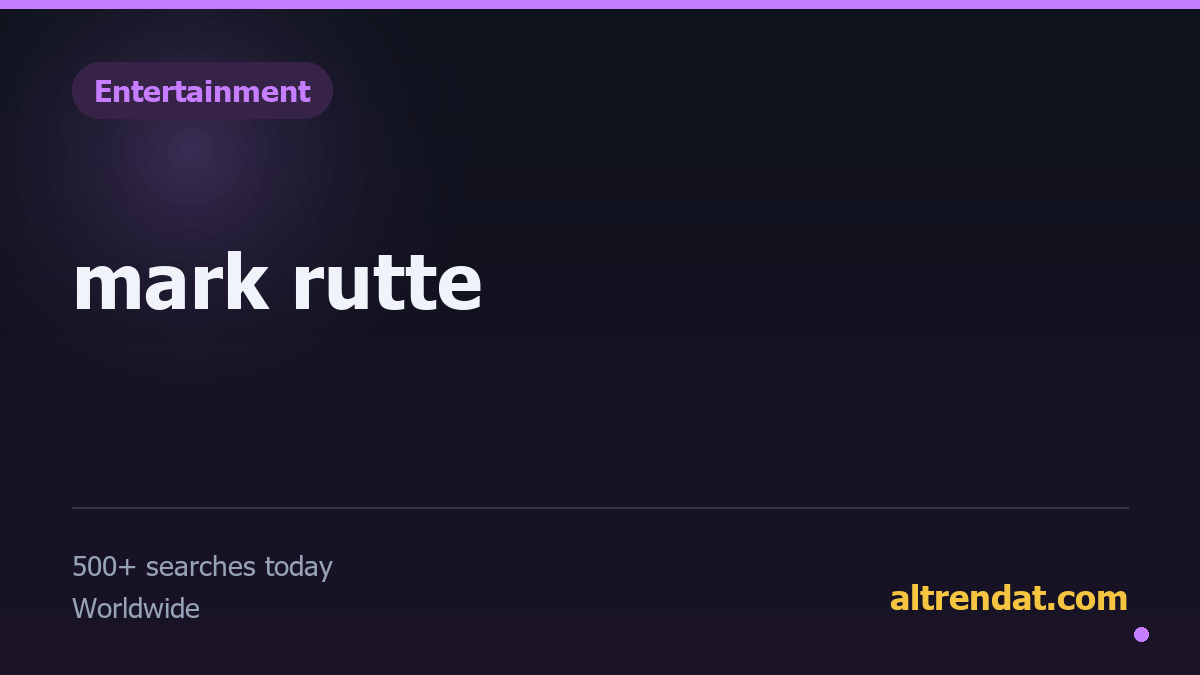 Entertainment
mark rutte
500+ searches today
Worldwide
altrendat.com